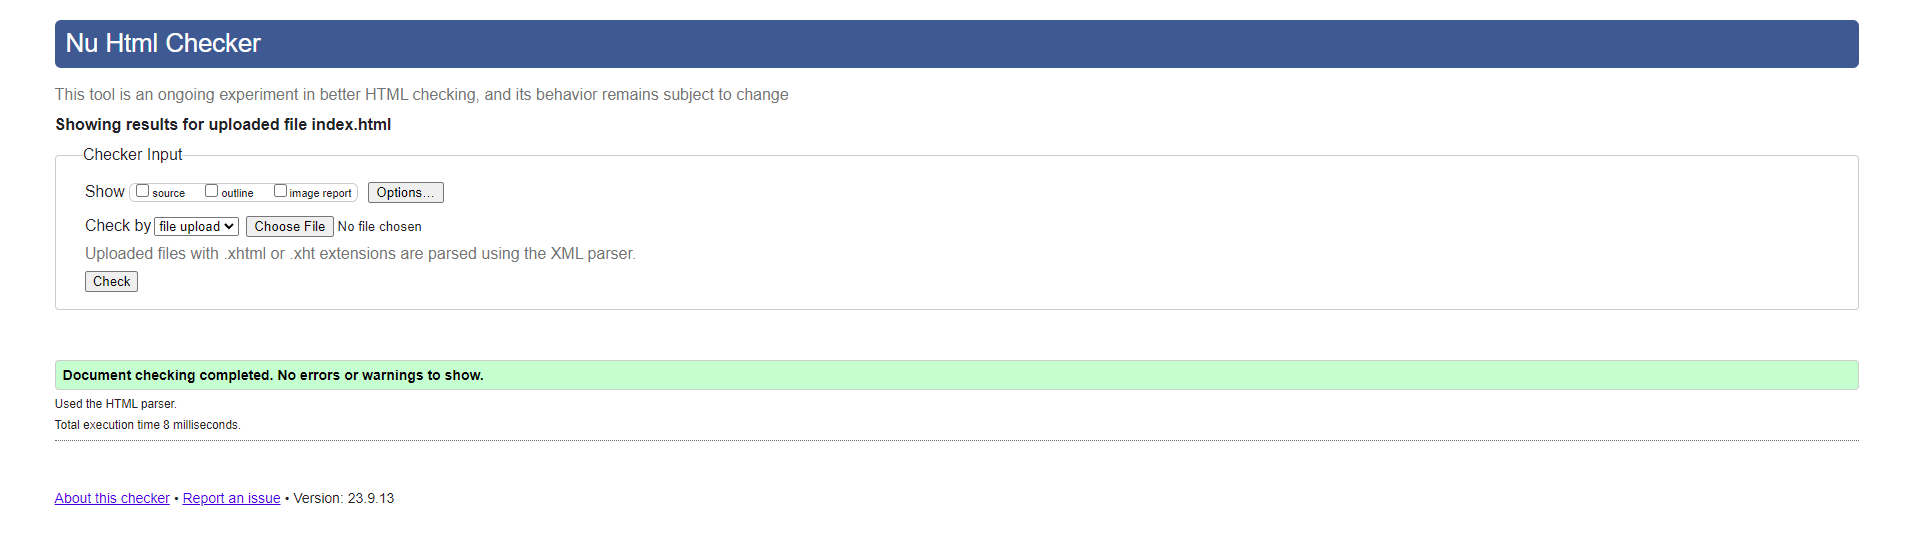 Nu Html Checker
This tool is an ongoing experiment in better HTML checking, and its behavior remains subject to change
Showing results for uploaded file index.html
Checker Input
Show source outline image report Options...
Check by file upload Choose File No file chosen
Uploaded files with .xhtml or .xht extensions are parsed using the XML parser.
Check
Document checking completed. No errors or warnings to show.
Used the HTML parser.
Total execution time 8 milliseconds.
About this checker • Report an issue • Version: 23.9.13